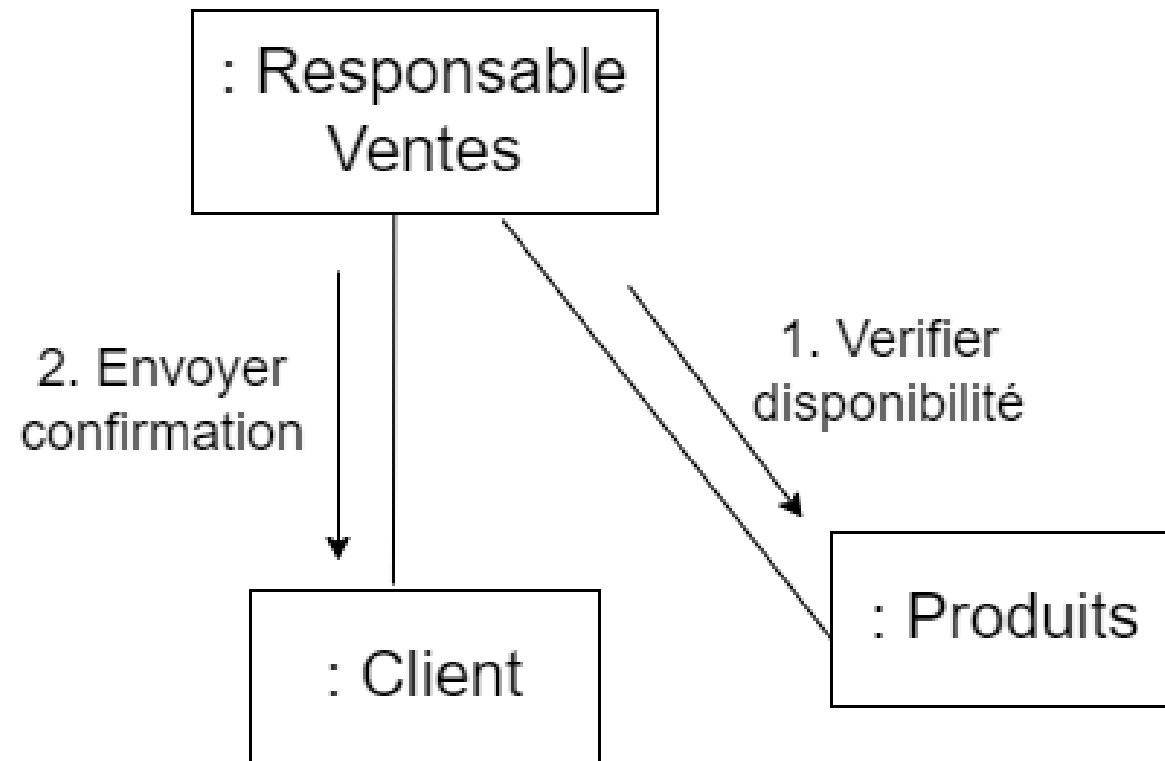 : Responsable
Ventes
1. Verifier
disponibilité
2. Envoyer
confirmation
: Produits
: Client